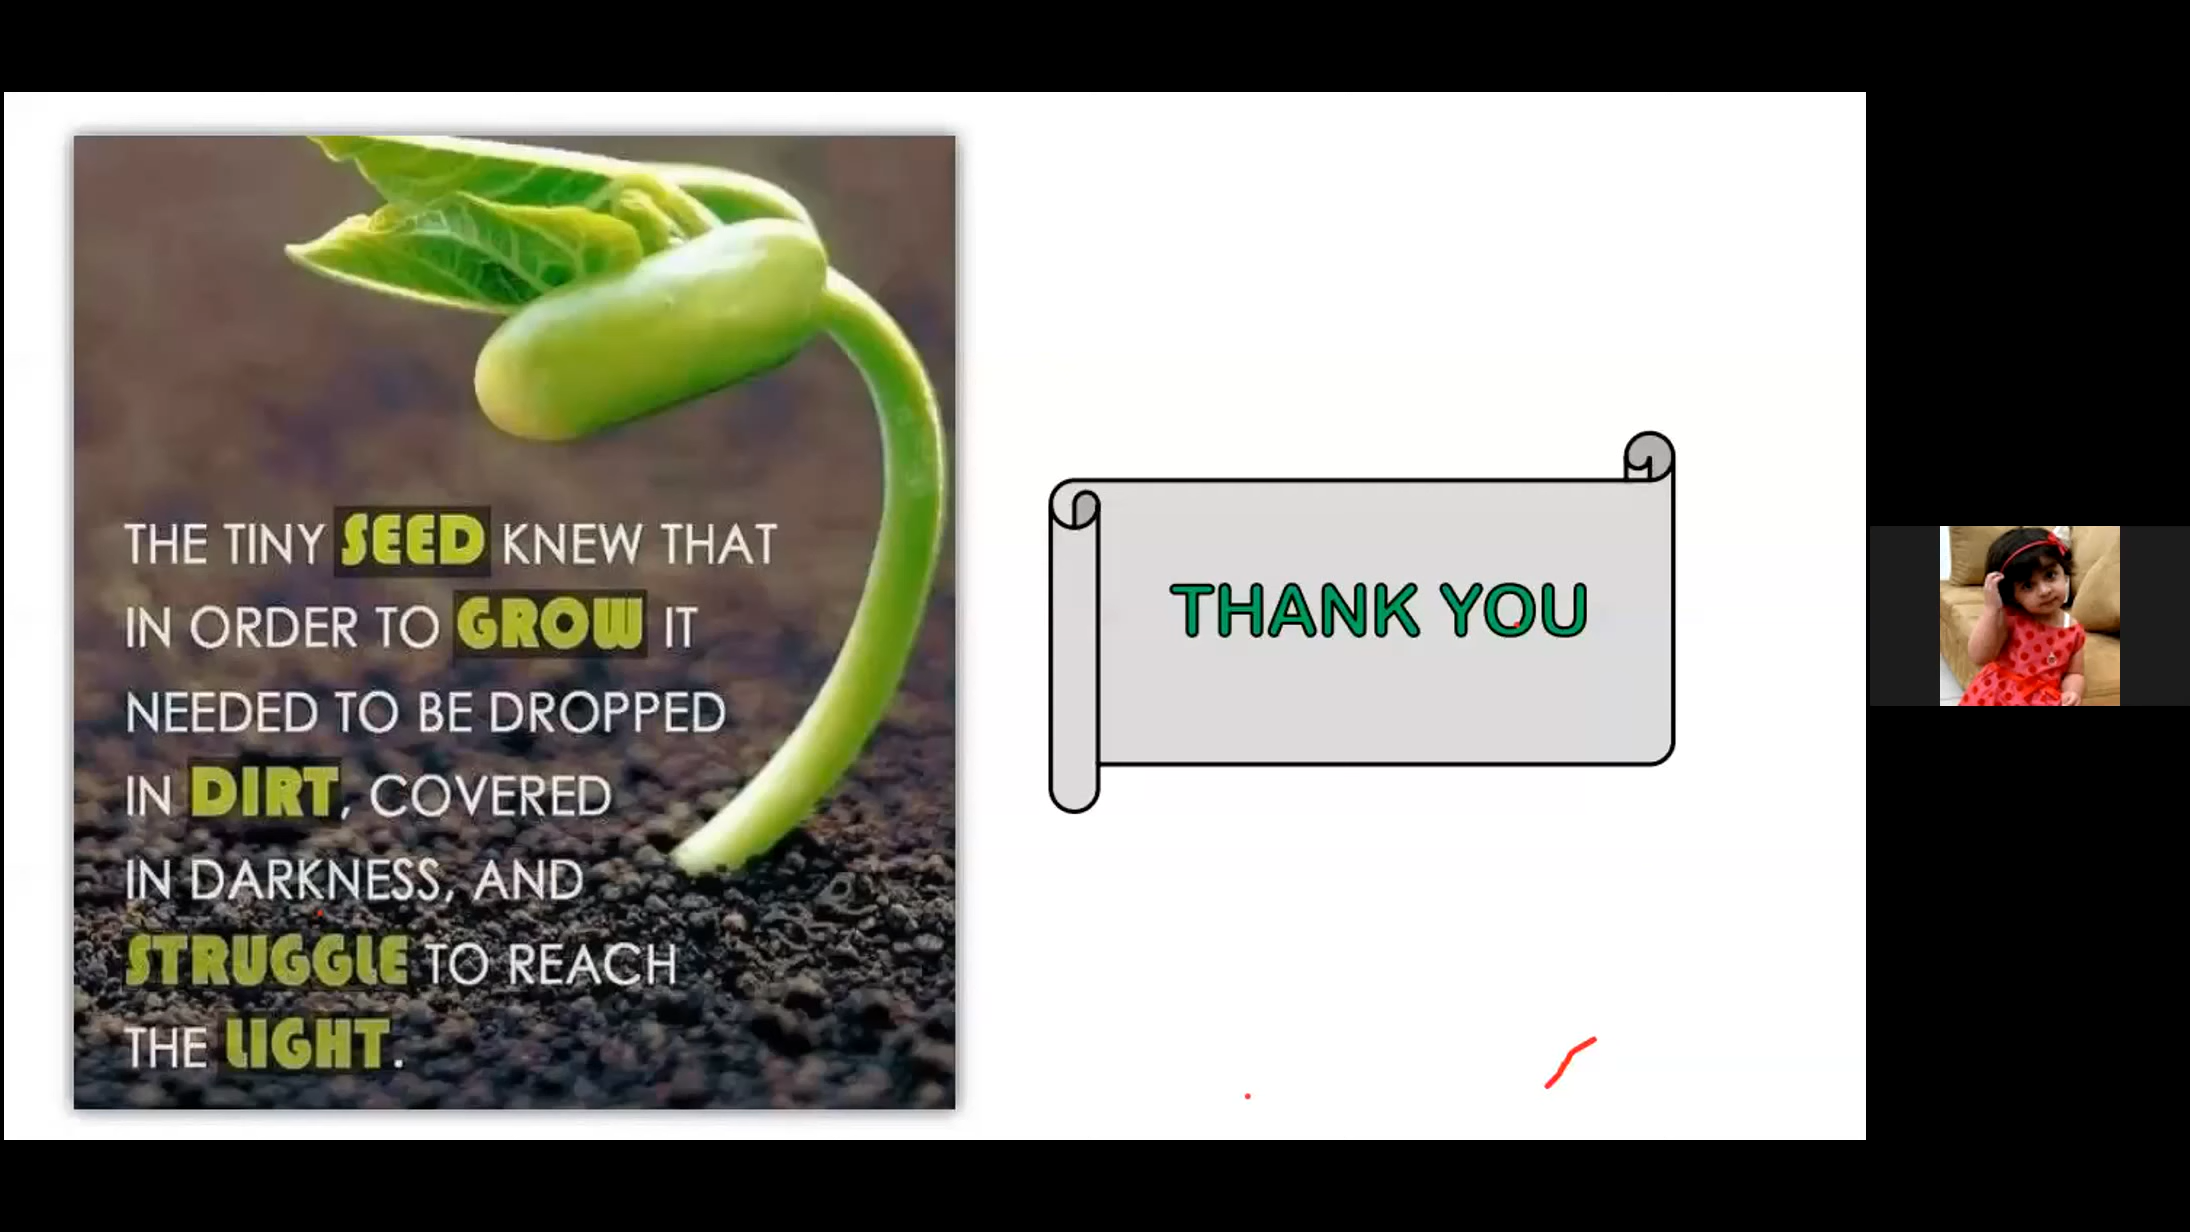 THE TINY SEED KNEW THAT
IN ORDER TO GROW IT
NEEDED TO BE DROPPED
IN DIRT, COVERED
IN DARKNESS, AND
STRUGGLE TO REACH
THE LIGHT.
THANK YOU